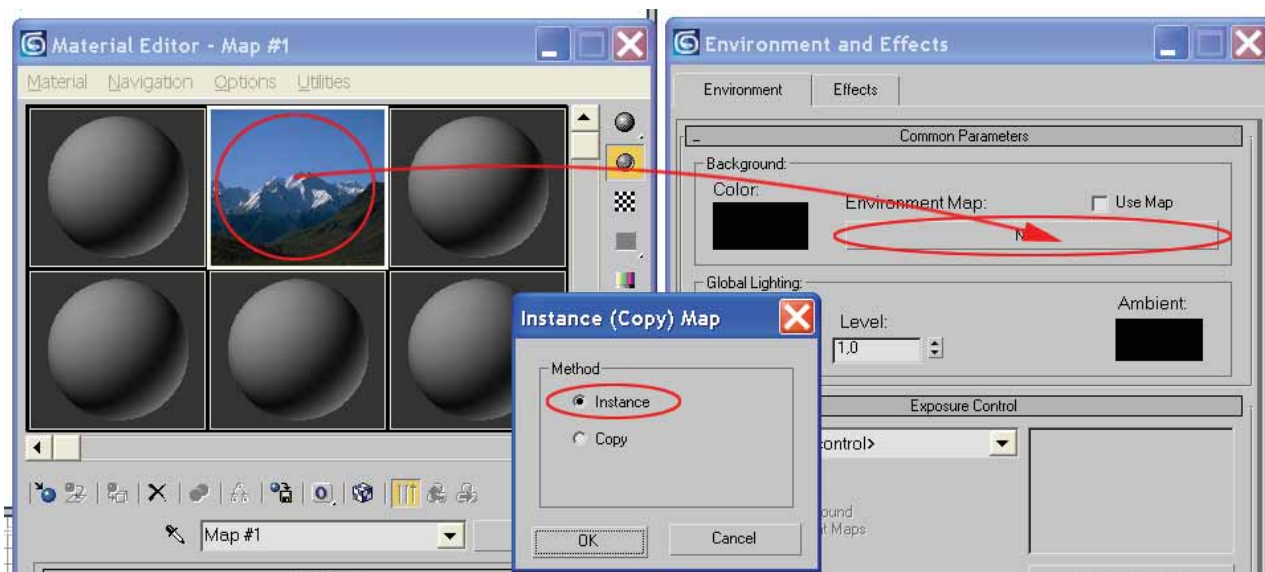 Material Editor - Map #1
Material Navigation Options Utilities
Map #1
Environment and Effects
Environment Effects
Common Parameters
Background:
Color:
Environment Map:
Use Map
Global Lighting:
Level:
1,0
Ambient:
Exposure Control
control>
ound
t Maps
Instance (Copy) Map
Method
Instance
Copy
OK
Cancel